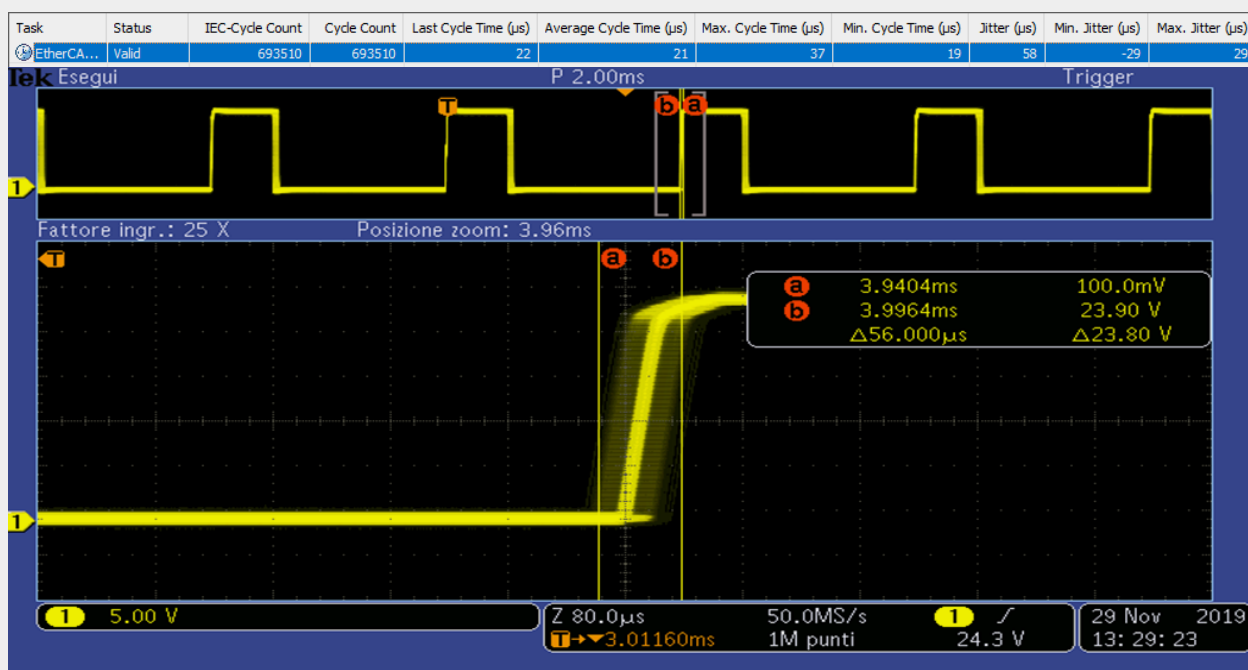 Task Status IEC-Cycle Count Cycle Count Last Cycle Time (µs) Average Cycle Time (µs) Max. Cycle Time (µs) Min. Cycle Time (µs) Jitter (µs) Min. Jitter (µs) Max. Jitter (µs)
EtherCA... Valid 693510 693510 22 21 37 19 58 -29 29
Tek Esegui P 2.00ms Trigger
T b a
1
Fattore ingr.: 25 X Posizione zoom: 3.96ms
T a b
a 3.9404ms 100.0mV
b 3.9964ms 23.90 V
△56.000µs △23.80 V
1
1 5.00 V
Z 80.0µs 50.0MS/s 1 /
T→▼3.01160ms 1M punti 24.3 V
29 Nov 2019
13:29:23